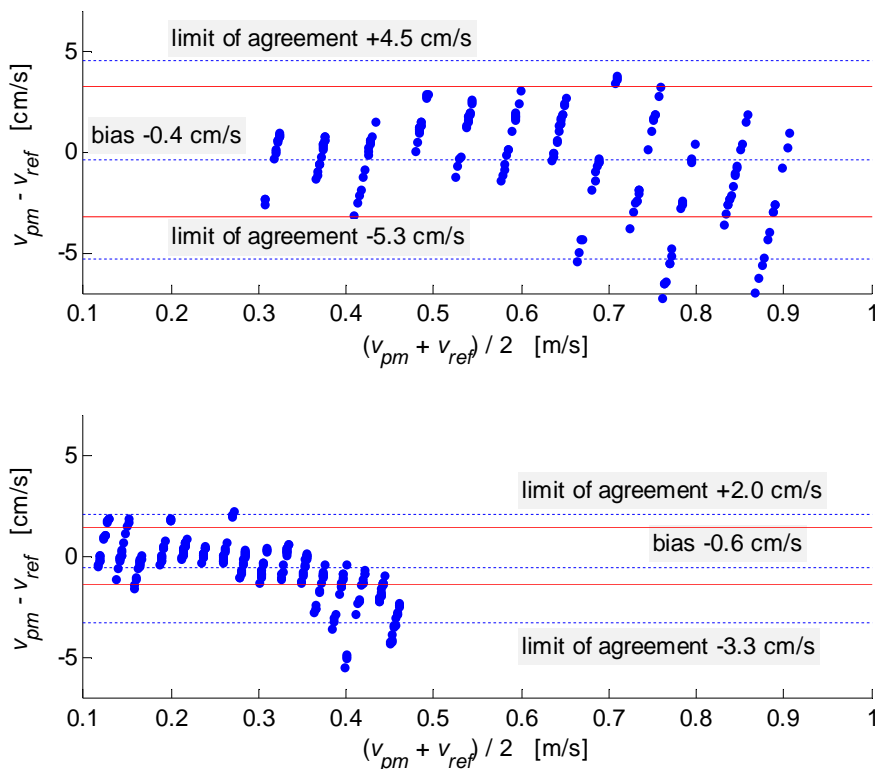 limit of agreement +4.5 cm/s
5
bias -0.4 cm/s
0
limit of agreement -5.3 cm/s
-5
v_pm - v_ref [cm/s]
0.1 0.2 0.3 0.4 0.5 0.6 0.7 0.8 0.9 1
(v_pm + v_ref) / 2 [m/s]
5
limit of agreement +2.0 cm/s
bias -0.6 cm/s
0
limit of agreement -3.3 cm/s
-5
v_pm - v_ref [cm/s]
0.1 0.2 0.3 0.4 0.5 0.6 0.7 0.8 0.9 1
(v_pm + v_ref) / 2 [m/s]